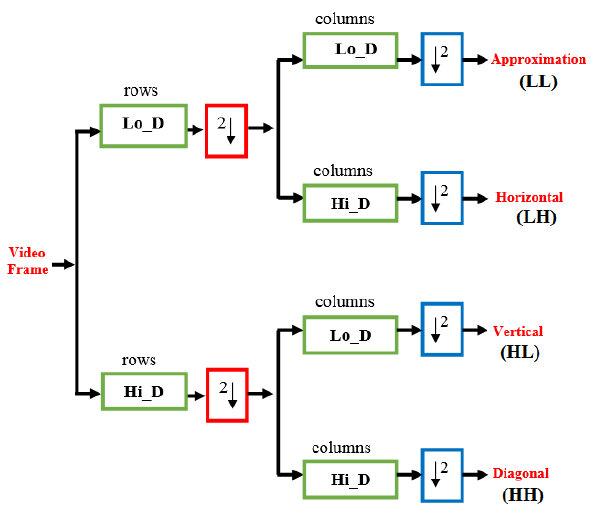 columns
Lo_D
↓2
Approximation
(LL)
rows
Lo_D
2↓
columns
Hi_D
↓2
Horizontal
(LH)
Video
Frame
columns
Lo_D
↓2
Vertical
(HL)
rows
Hi_D
2↓
columns
Hi_D
↓2
Diagonal
(HH)